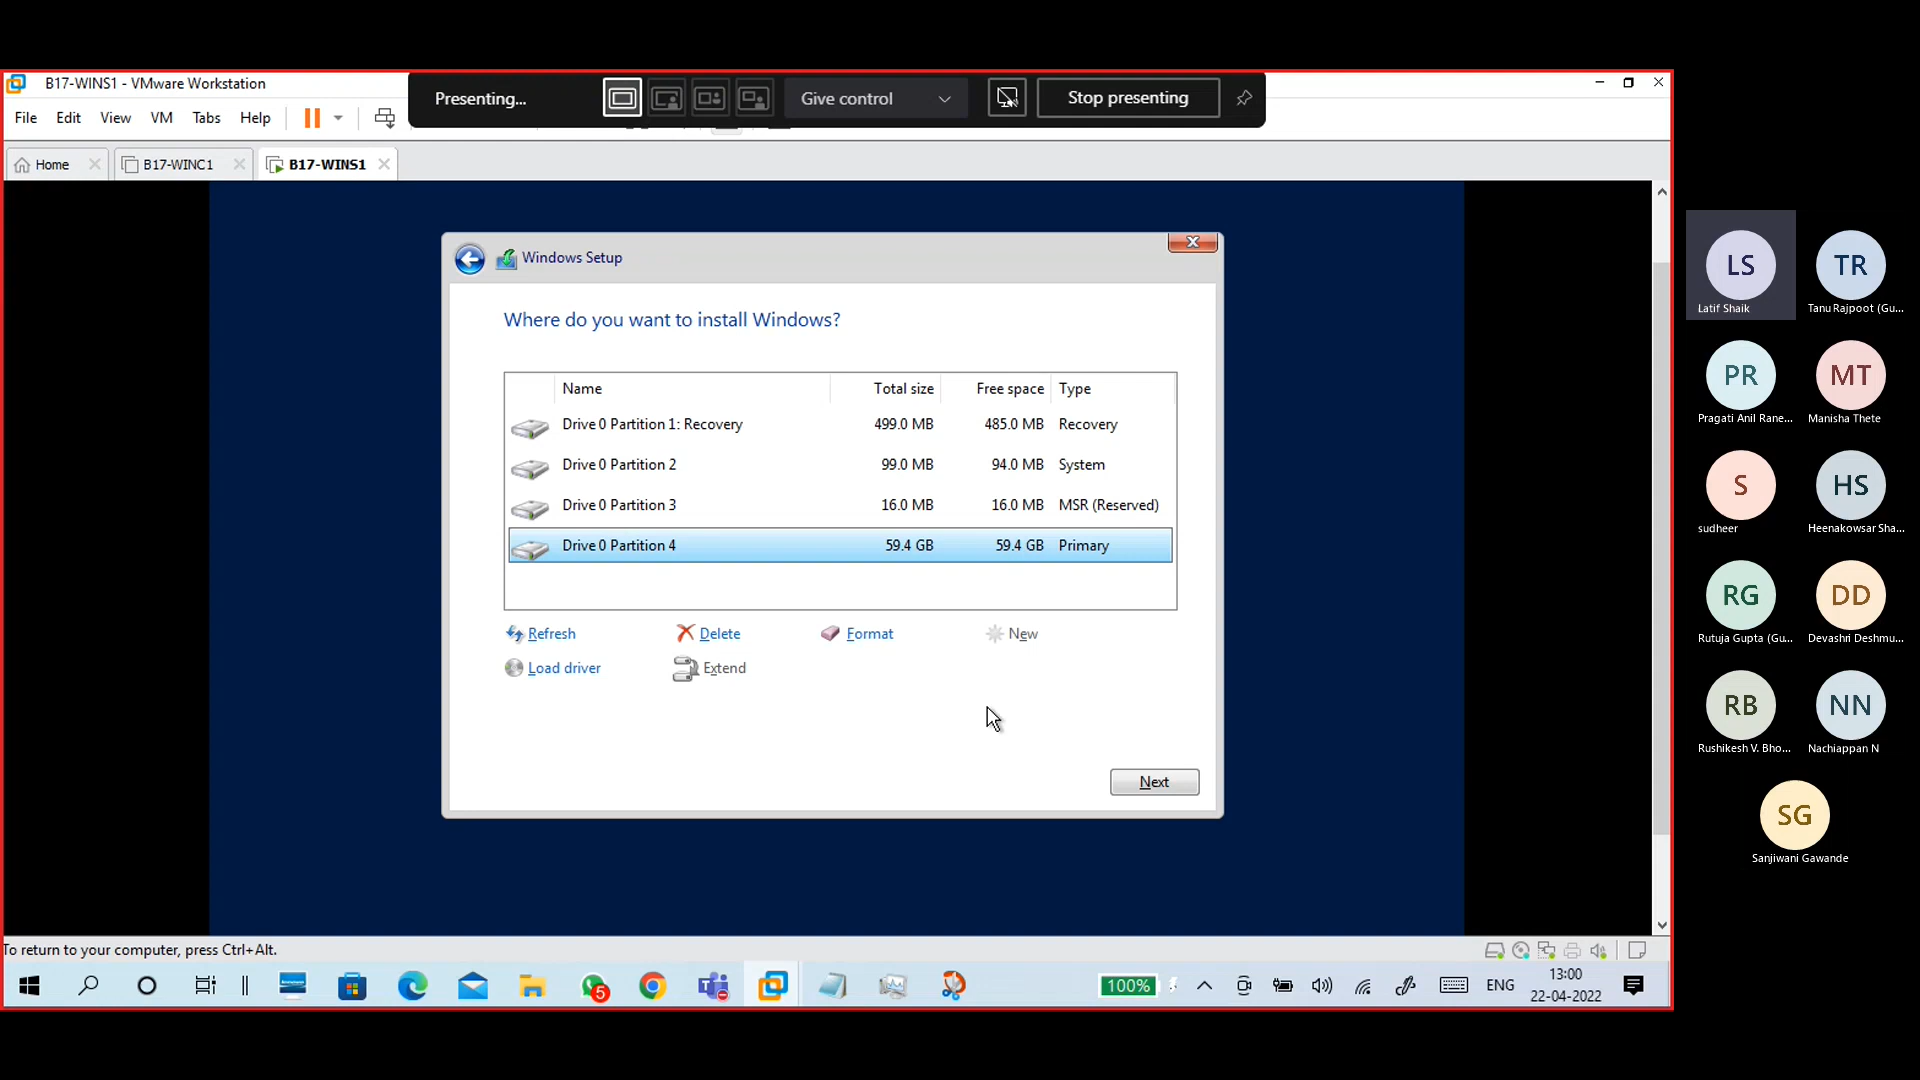 B17-WINS1 - VMware Workstation
Presenting...
Give control
Stop presenting
File Edit View VM Tabs Help
Home
B17-WINC1
B17-WINS1
Windows Setup
Where do you want to install Windows?
Name Total size Free space Type
Drive 0 Partition 1: Recovery 499.0 MB 485.0 MB Recovery
Drive 0 Partition 2 99.0 MB 94.0 MB System
Drive 0 Partition 3 16.0 MB 16.0 MB MSR (Reserved)
Drive 0 Partition 4 59.4 GB 59.4 GB Primary
Refresh Delete Format New
Load driver Extend
Next
To return to your computer, press Ctrl+Alt.
5
100%
ENG
13:00
22-04-2022
LS TR
Latif Shaik Tanu Rajpoot (Gu...
PR MT
Pragati Anil Rane... Manisha Thete
S HS
sudheer Heenakowsar Sha...
RG DD
Rutuja Gupta (Gu... Devashri Deshmu...
RB NN
Rushikesh V. Bho... Nachiappan N
SG
Sanjiwani Gawande